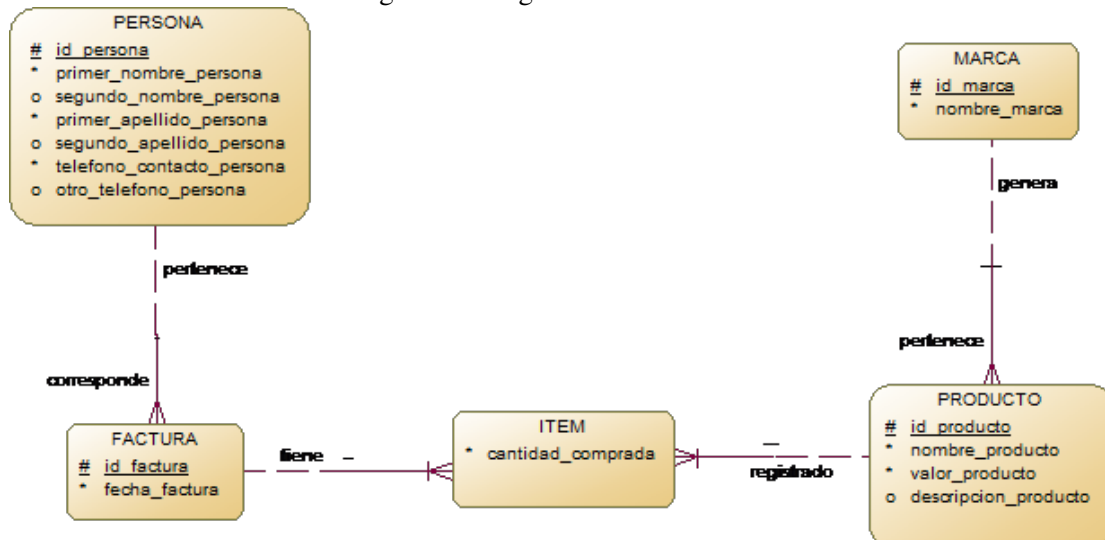 PERSONA
# id_persona
* primer_nombre_persona
o segundo_nombre_persona
* primer_apellido_persona
o segundo_apellido_persona
* telefono_contacto_persona
o otro_telefono_persona
MARCA
# id_marca
* nombre_marca
pertenece
genera
corresponde
pertenece
FACTURA
# id_factura
* fecha_factura
tiene
ITEM
* cantidad_comprada
registrado
PRODUCTO
# id_producto
* nombre_producto
* valor_producto
o descripcion_producto